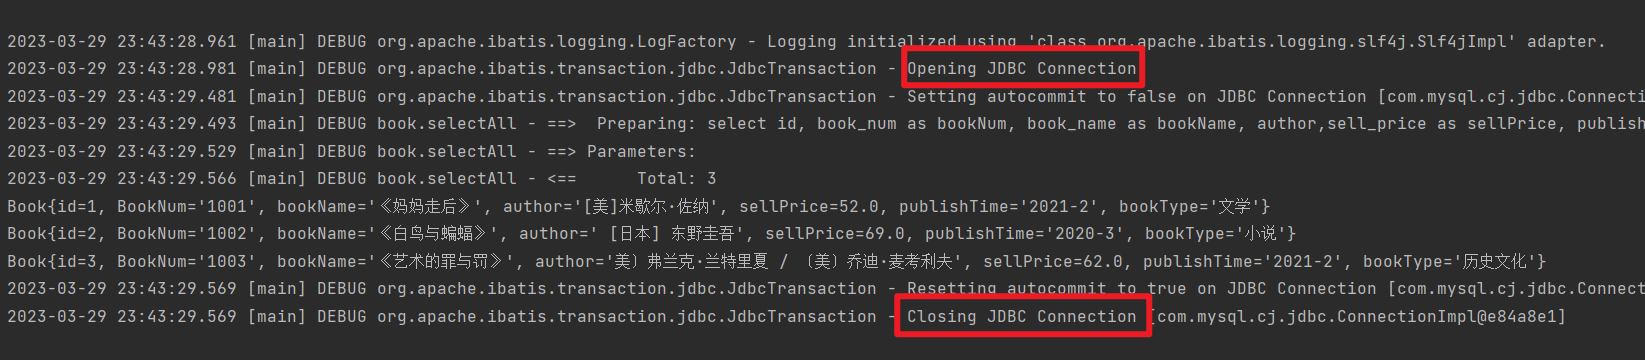 2023-03-29 23:43:28.961 [main] DEBUG org.apache.ibatis.logging.LogFactory - Logging initialized using 'class org.apache.ibatis.logging.slf4j.Slf4jImpl' adapter.
2023-03-29 23:43:28.981 [main] DEBUG org.apache.ibatis.transaction.jdbc.JdbcTransaction - Opening JDBC Connection
2023-03-29 23:43:29.481 [main] DEBUG org.apache.ibatis.transaction.jdbc.JdbcTransaction - Setting autocommit to false on JDBC Connection [com.mysql.cj.jdbc.Connecti
2023-03-29 23:43:29.493 [main] DEBUG book.selectAll - ==>  Preparing: select id, book_num as bookNum, book_name as bookName, author,sell_price as sellPrice, publish
2023-03-29 23:43:29.529 [main] DEBUG book.selectAll - ==> Parameters:
2023-03-29 23:43:29.566 [main] DEBUG book.selectAll - <==      Total: 3
Book{id=1, BookNum='1001', bookName='《妈妈走后》', author='[美]米歇尔·佐纳', sellPrice=52.0, publishTime='2021-2', bookType='文学'}
Book{id=2, BookNum='1002', bookName='《白鸟与蝙蝠》', author=' [日本] 东野圭吾', sellPrice=69.0, publishTime='2020-3', bookType='小说'}
Book{id=3, BookNum='1003', bookName='《艺术的罪与罚》', author='美〕弗兰克·兰特里夏 / 〔美〕乔迪·麦考利夫', sellPrice=62.0, publishTime='2021-2', bookType='历史文化'}
2023-03-29 23:43:29.569 [main] DEBUG org.apache.ibatis.transaction.jdbc.JdbcTransaction - Resetting autocommit to true on JDBC Connection [com.mysql.cj.jdbc.Connect
2023-03-29 23:43:29.569 [main] DEBUG org.apache.ibatis.transaction.jdbc.JdbcTransaction - Closing JDBC Connection [com.mysql.cj.jdbc.ConnectionImpl@e84a8e1]